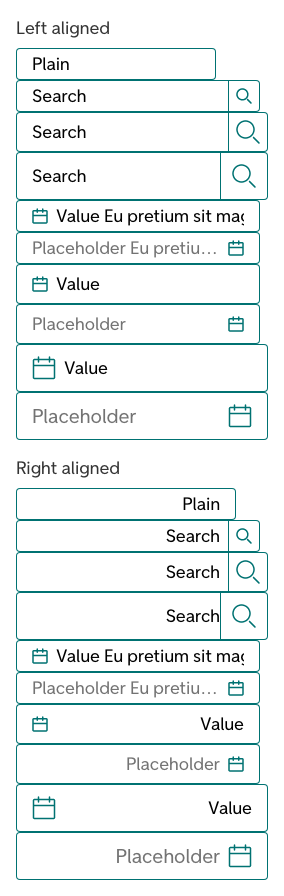 Left aligned
Plain
Search
Search
Search
Value Eu pretium sit mag
Placeholder Eu pretiu...
Value
Placeholder
Value
Placeholder
Right aligned
Plain
Search
Search
Search
Value Eu pretium sit mag
Placeholder Eu pretiu...
Value
Placeholder
Value
Placeholder